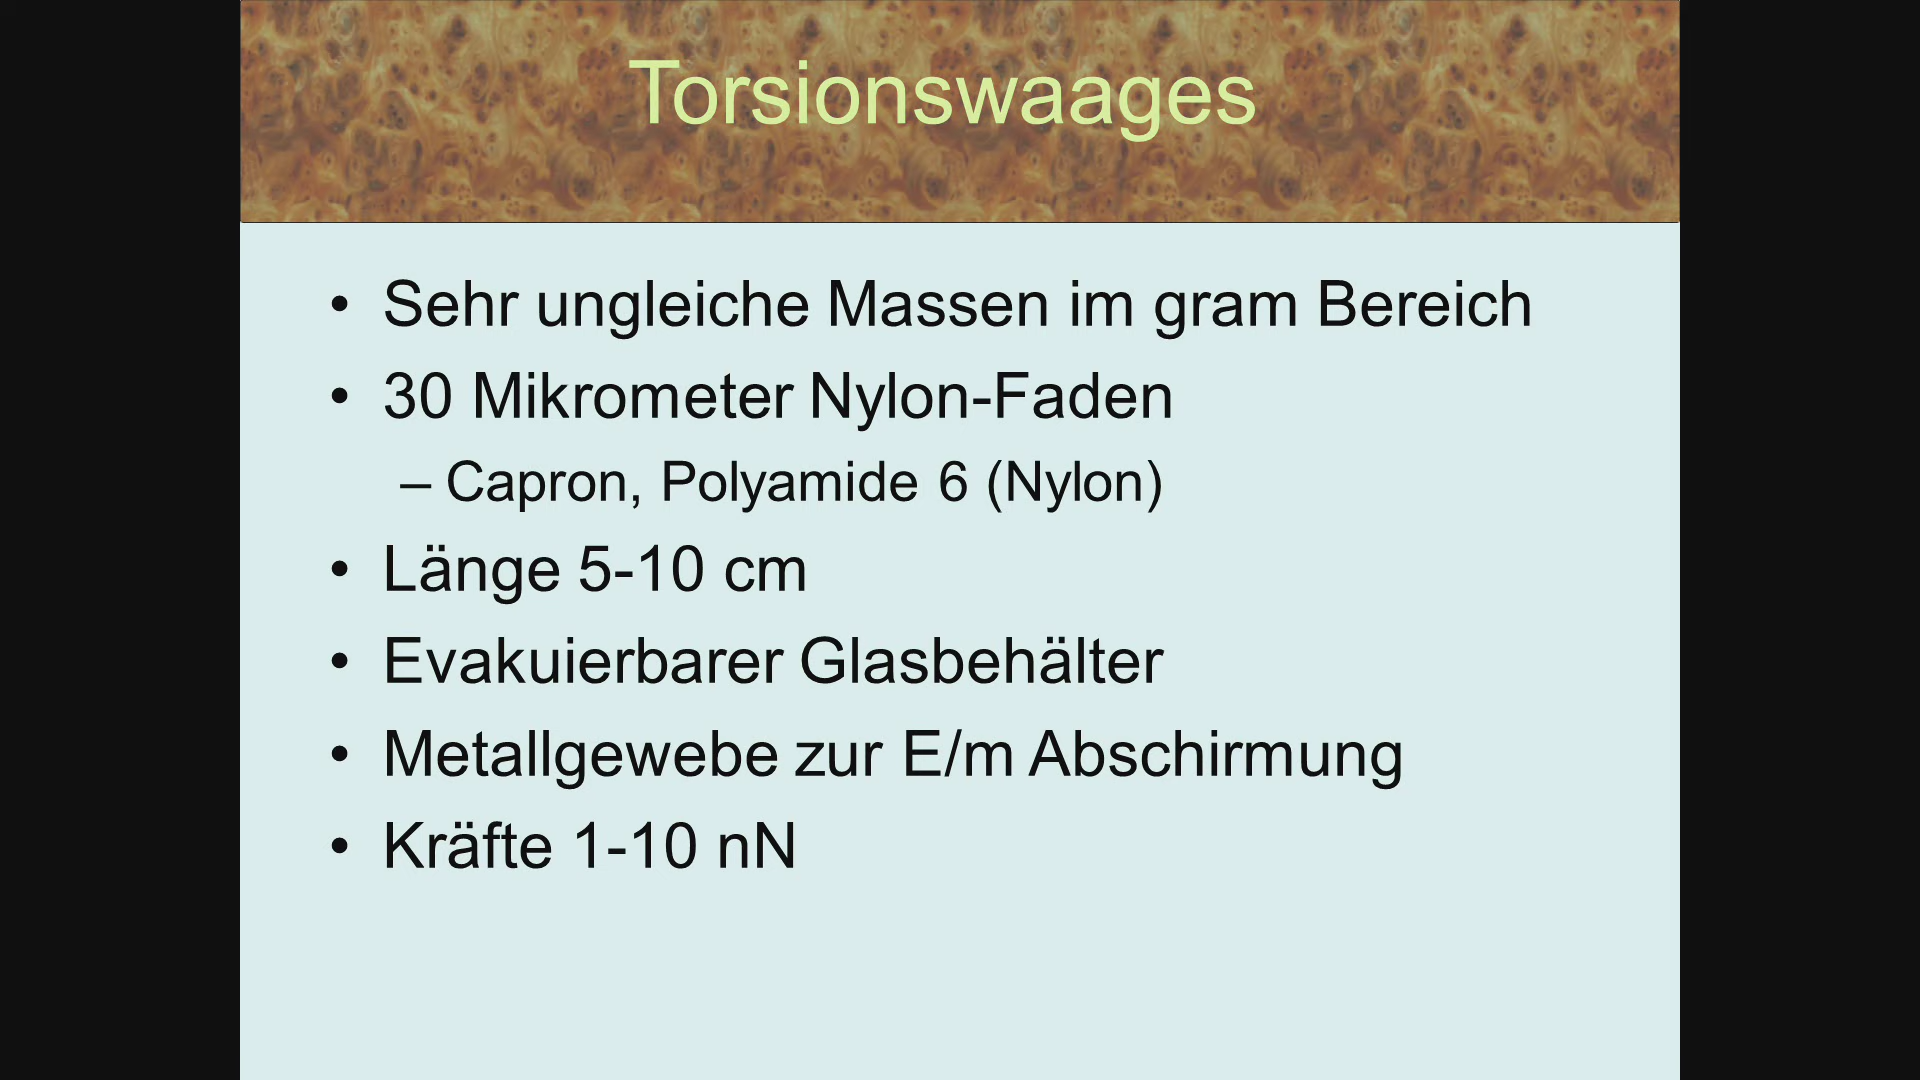 Torsionswaages
• Sehr ungleiche Massen im gram Bereich
• 30 Mikrometer Nylon-Faden
– Capron, Polyamide 6 (Nylon)
• Länge 5-10 cm
• Evakuierbarer Glasbehälter
• Metallgewebe zur E/m Abschirmung
• Kräfte 1-10 nN